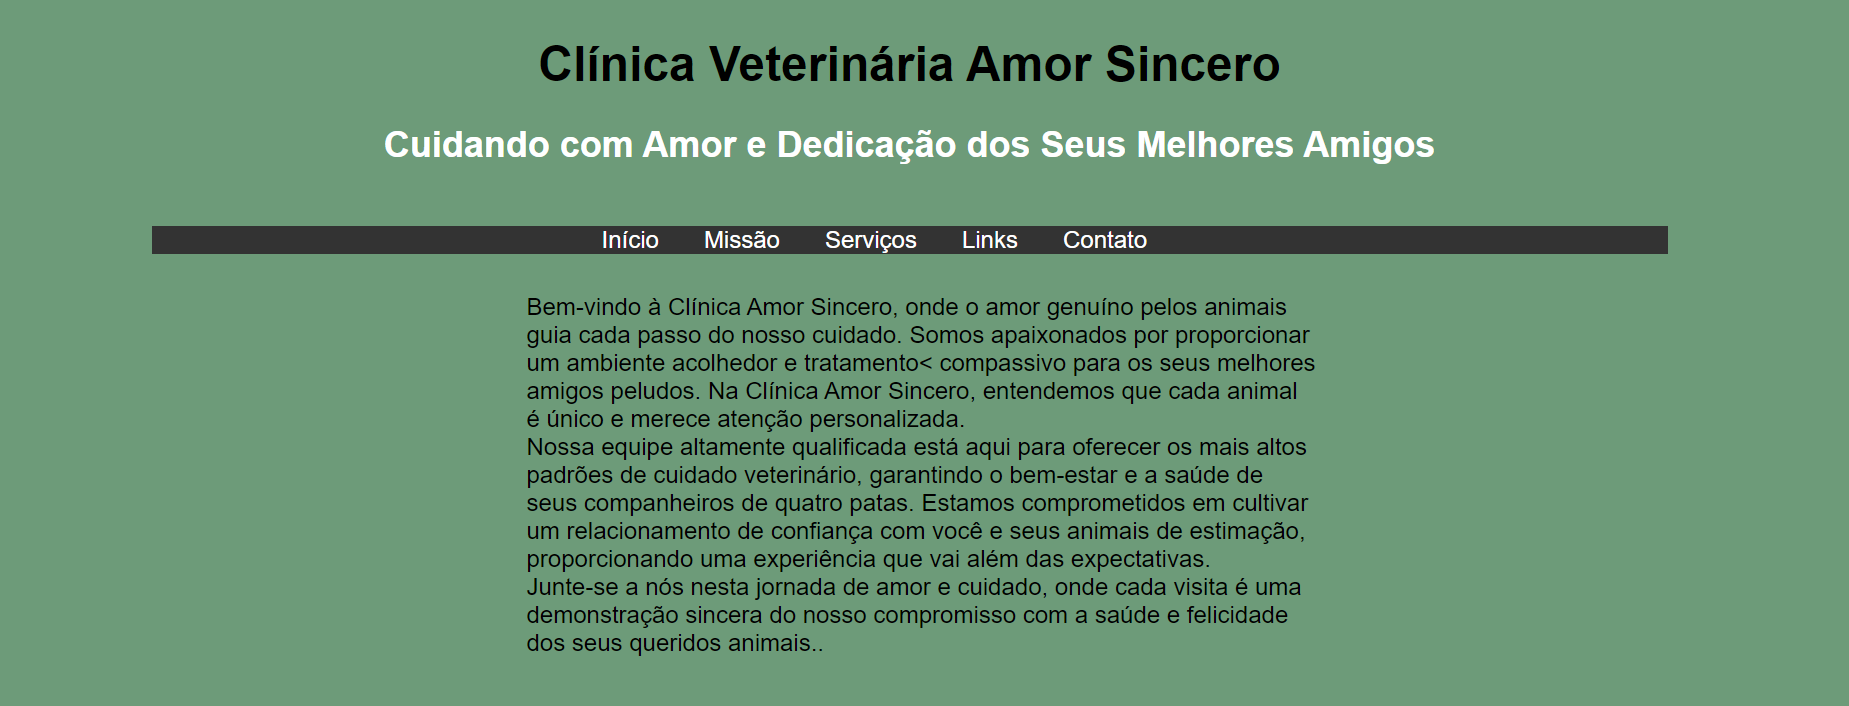 Clínica Veterinária Amor Sincero
Cuidando com Amor e Dedicação dos Seus Melhores Amigos
Início Missão Serviços Links Contato
Bem-vindo à Clínica Amor Sincero, onde o amor genuíno pelos animais
guia cada passo do nosso cuidado. Somos apaixonados por proporcionar
um ambiente acolhedor e tratamento< compassivo para os seus melhores
amigos peludos. Na Clínica Amor Sincero, entendemos que cada animal
é único e merece atenção personalizada.
Nossa equipe altamente qualificada está aqui para oferecer os mais altos
padrões de cuidado veterinário, garantindo o bem-estar e a saúde de
seus companheiros de quatro patas. Estamos comprometidos em cultivar
um relacionamento de confiança com você e seus animais de estimação,
proporcionando uma experiência que vai além das expectativas.
Junte-se a nós nesta jornada de amor e cuidado, onde cada visita é uma
demonstração sincera do nosso compromisso com a saúde e felicidade
dos seus queridos animais..